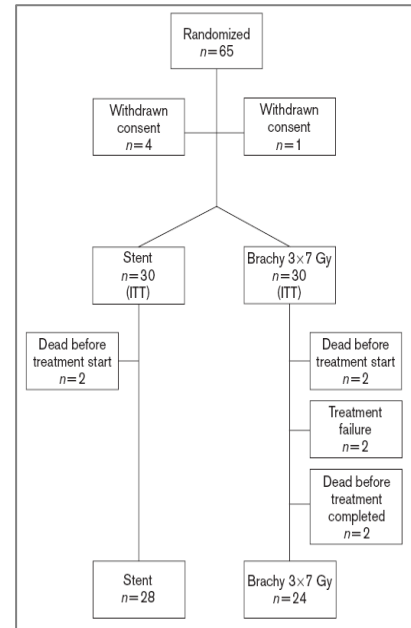 Randomized
n=65
Withdrawn
consent
n=4
Withdrawn
consent
n=1
Stent
n=30
(ITT)
Brachy 3×7 Gy
n=30
(ITT)
Dead before
treatment start
n=2
Dead before
treatment start
n=2
Treatment
failure
n=2
Dead before
treatment
completed
n=2
Stent
n=28
Brachy 3×7 Gy
n=24